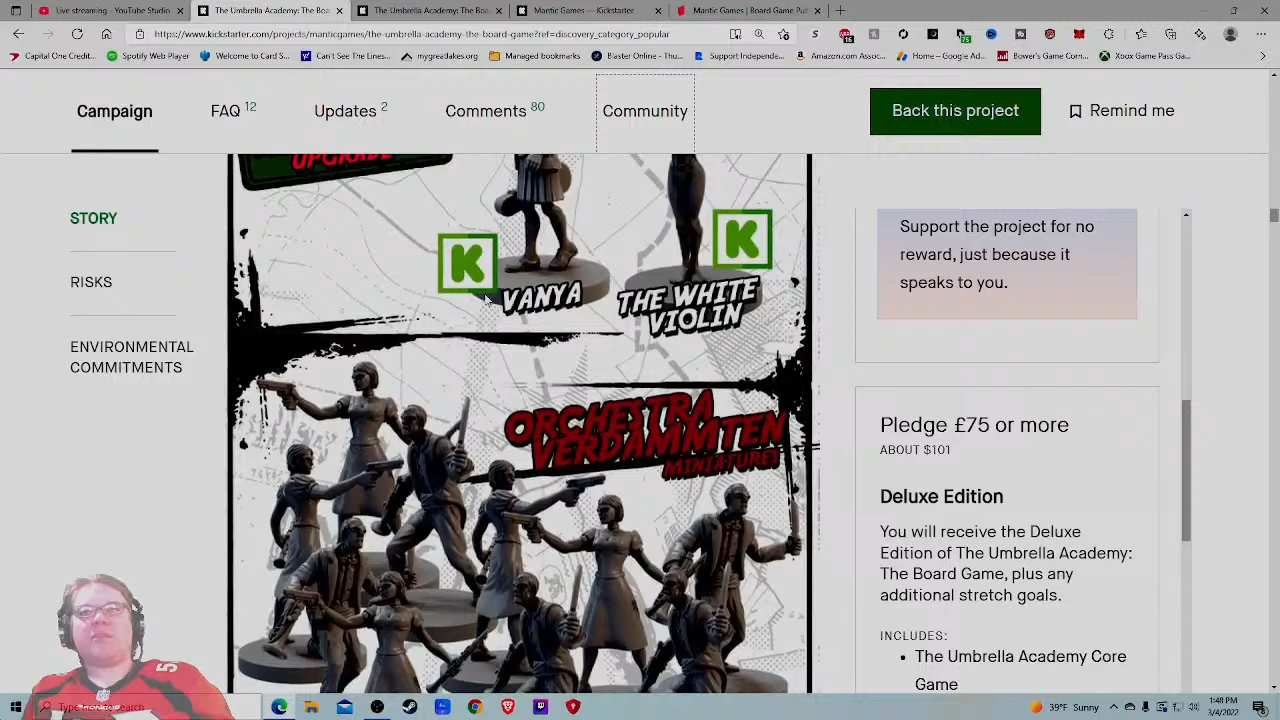 Live streaming - YouTube Studio
The Umbrella Academy: The Boar
The Umbrella Academy: The Boa
Mantic Games — Kickstarter
Mantic Games | Board Game Pub
https://www.kickstarter.com/projects/manticgames/the-umbrella-academy-the-board-game?ref=discovery_category_popular
Capital One Credit...
Spotify Web Player
Welcome to Card S...
Yahoo Fantasy Foot...
mygreatlakes.org
Managed bookmarks
Blaster Online - Thu...
Amazon.com Assoc...
Home - Google Ad...
Bower's Game Corn...
Xbox Game Pass Ga...
Campaign
FAQ 12
Updates 2
Comments 80
Community
Back this project
Remind me
UPGRADE
STORY
RISKS
ENVIRONMENTAL
COMMITMENTS
K
K
VANYA
THE WHITE
VIOLIN
ORCHESTRA
VERDAMMTEN
MINIATURES
Support the project for no
reward, just because it
speaks to you.
Pledge £75 or more
ABOUT $101
Deluxe Edition
You will receive the Deluxe
Edition of The Umbrella Academy:
The Board Game, plus any
additional stretch goals.
INCLUDES:
The Umbrella Academy Core
Game
39°F Sunny
1:48 PM
3/4/2022